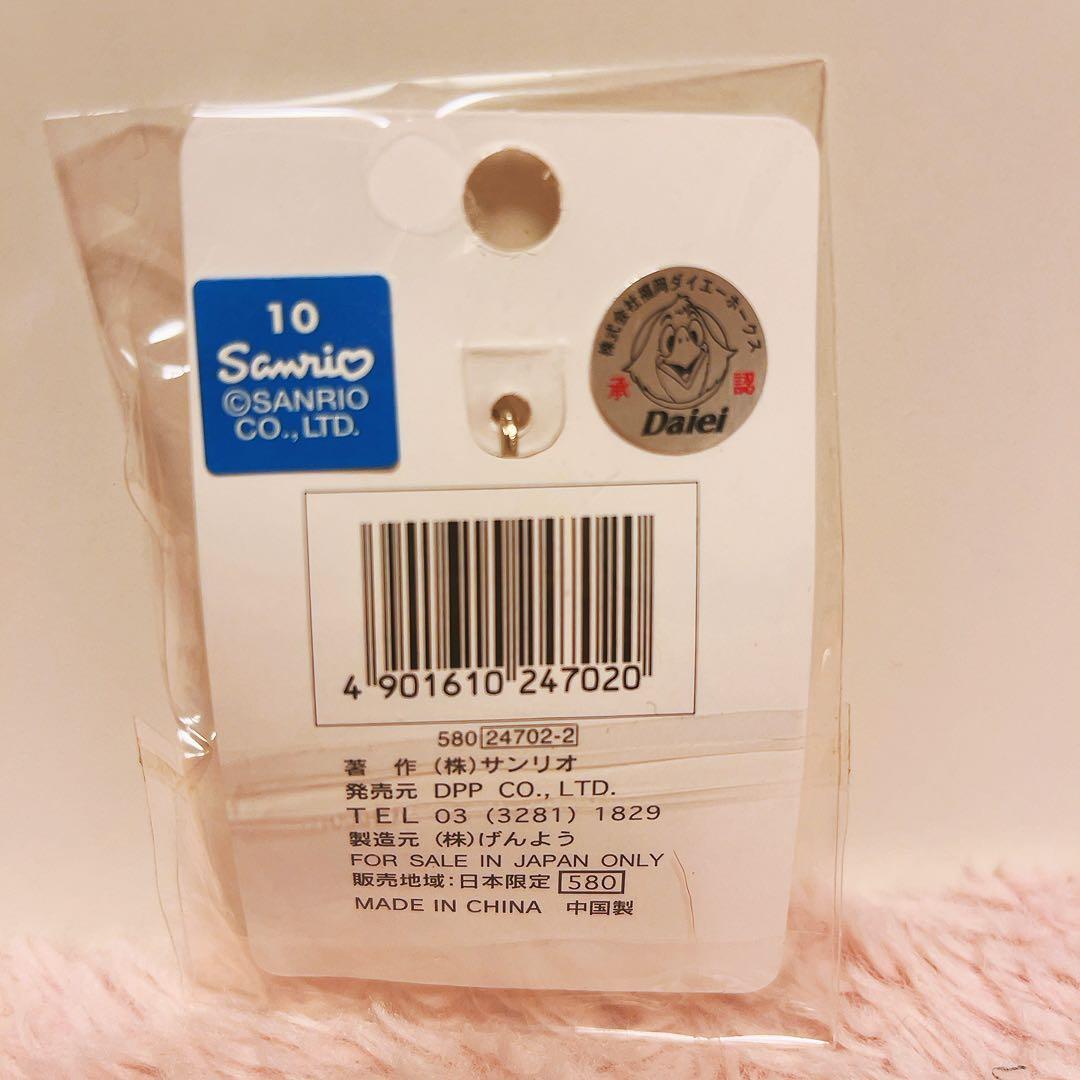 10
Sanrio
©SANRIO
CO., LTD.
株式会社福岡ダイエーホークス
承 認
Daiei
4 901610 247020
580 24702-2
著 作 (株)サンリオ
発売元 DPP CO., LTD.
TEL 03 (3281) 1829
製造元 (株)げんよう
FOR SALE IN JAPAN ONLY
販売地域:日本限定 580
MADE IN CHINA 中国製